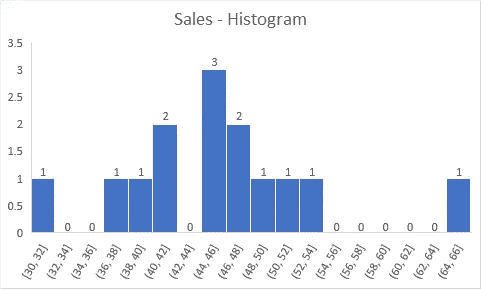 Sales - Histogram
3.5
3
2.5
2
1.5
1
0.5
0
1 0 0 1 1 2 0 3 2 1 1 1 0 0 0 0 0 1
[30, 32] (32, 34] (34, 36] (36, 38] (38, 40] (40, 42] (42, 44] (44, 46] (46, 48] (48, 50] (50, 52] (52, 54] (54, 56] (56, 58] (58, 60] (60, 62] (62, 64] (64, 66]